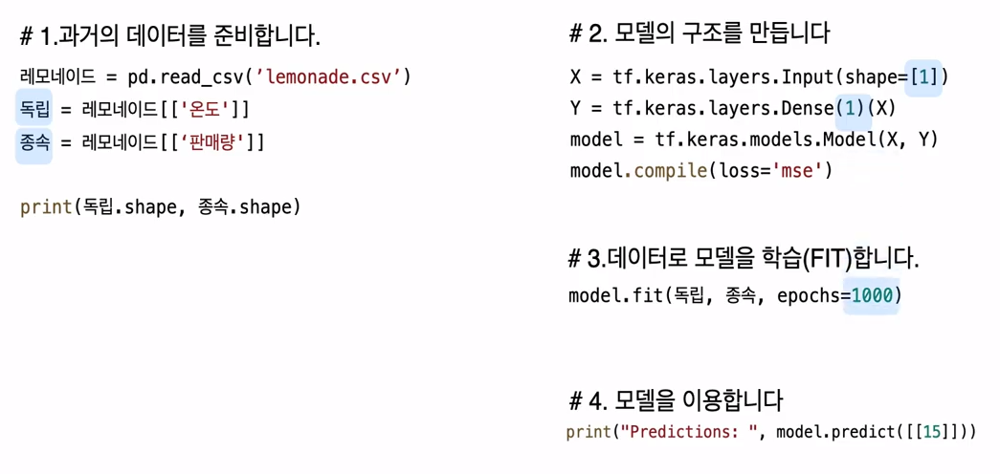 # 1.과거의 데이터를 준비합니다.
레모네이드 = pd.read_csv(’lemonade.csv’)
독립 = 레모네이드[['온도']]
종속 = 레모네이드[[‘판매량']]
print(독립.shape, 종속.shape)
# 2. 모델의 구조를 만듭니다
X = tf.keras.layers.Input(shape=[1])
Y = tf.keras.layers.Dense(1)(X)
model = tf.keras.models.Model(X, Y)
model.compile(loss='mse')
# 3.데이터로 모델을 학습(FIT)합니다.
model.fit(독립, 종속, epochs=1000)
# 4. 모델을 이용합니다
print("Predictions: ", model.predict([[15]]))